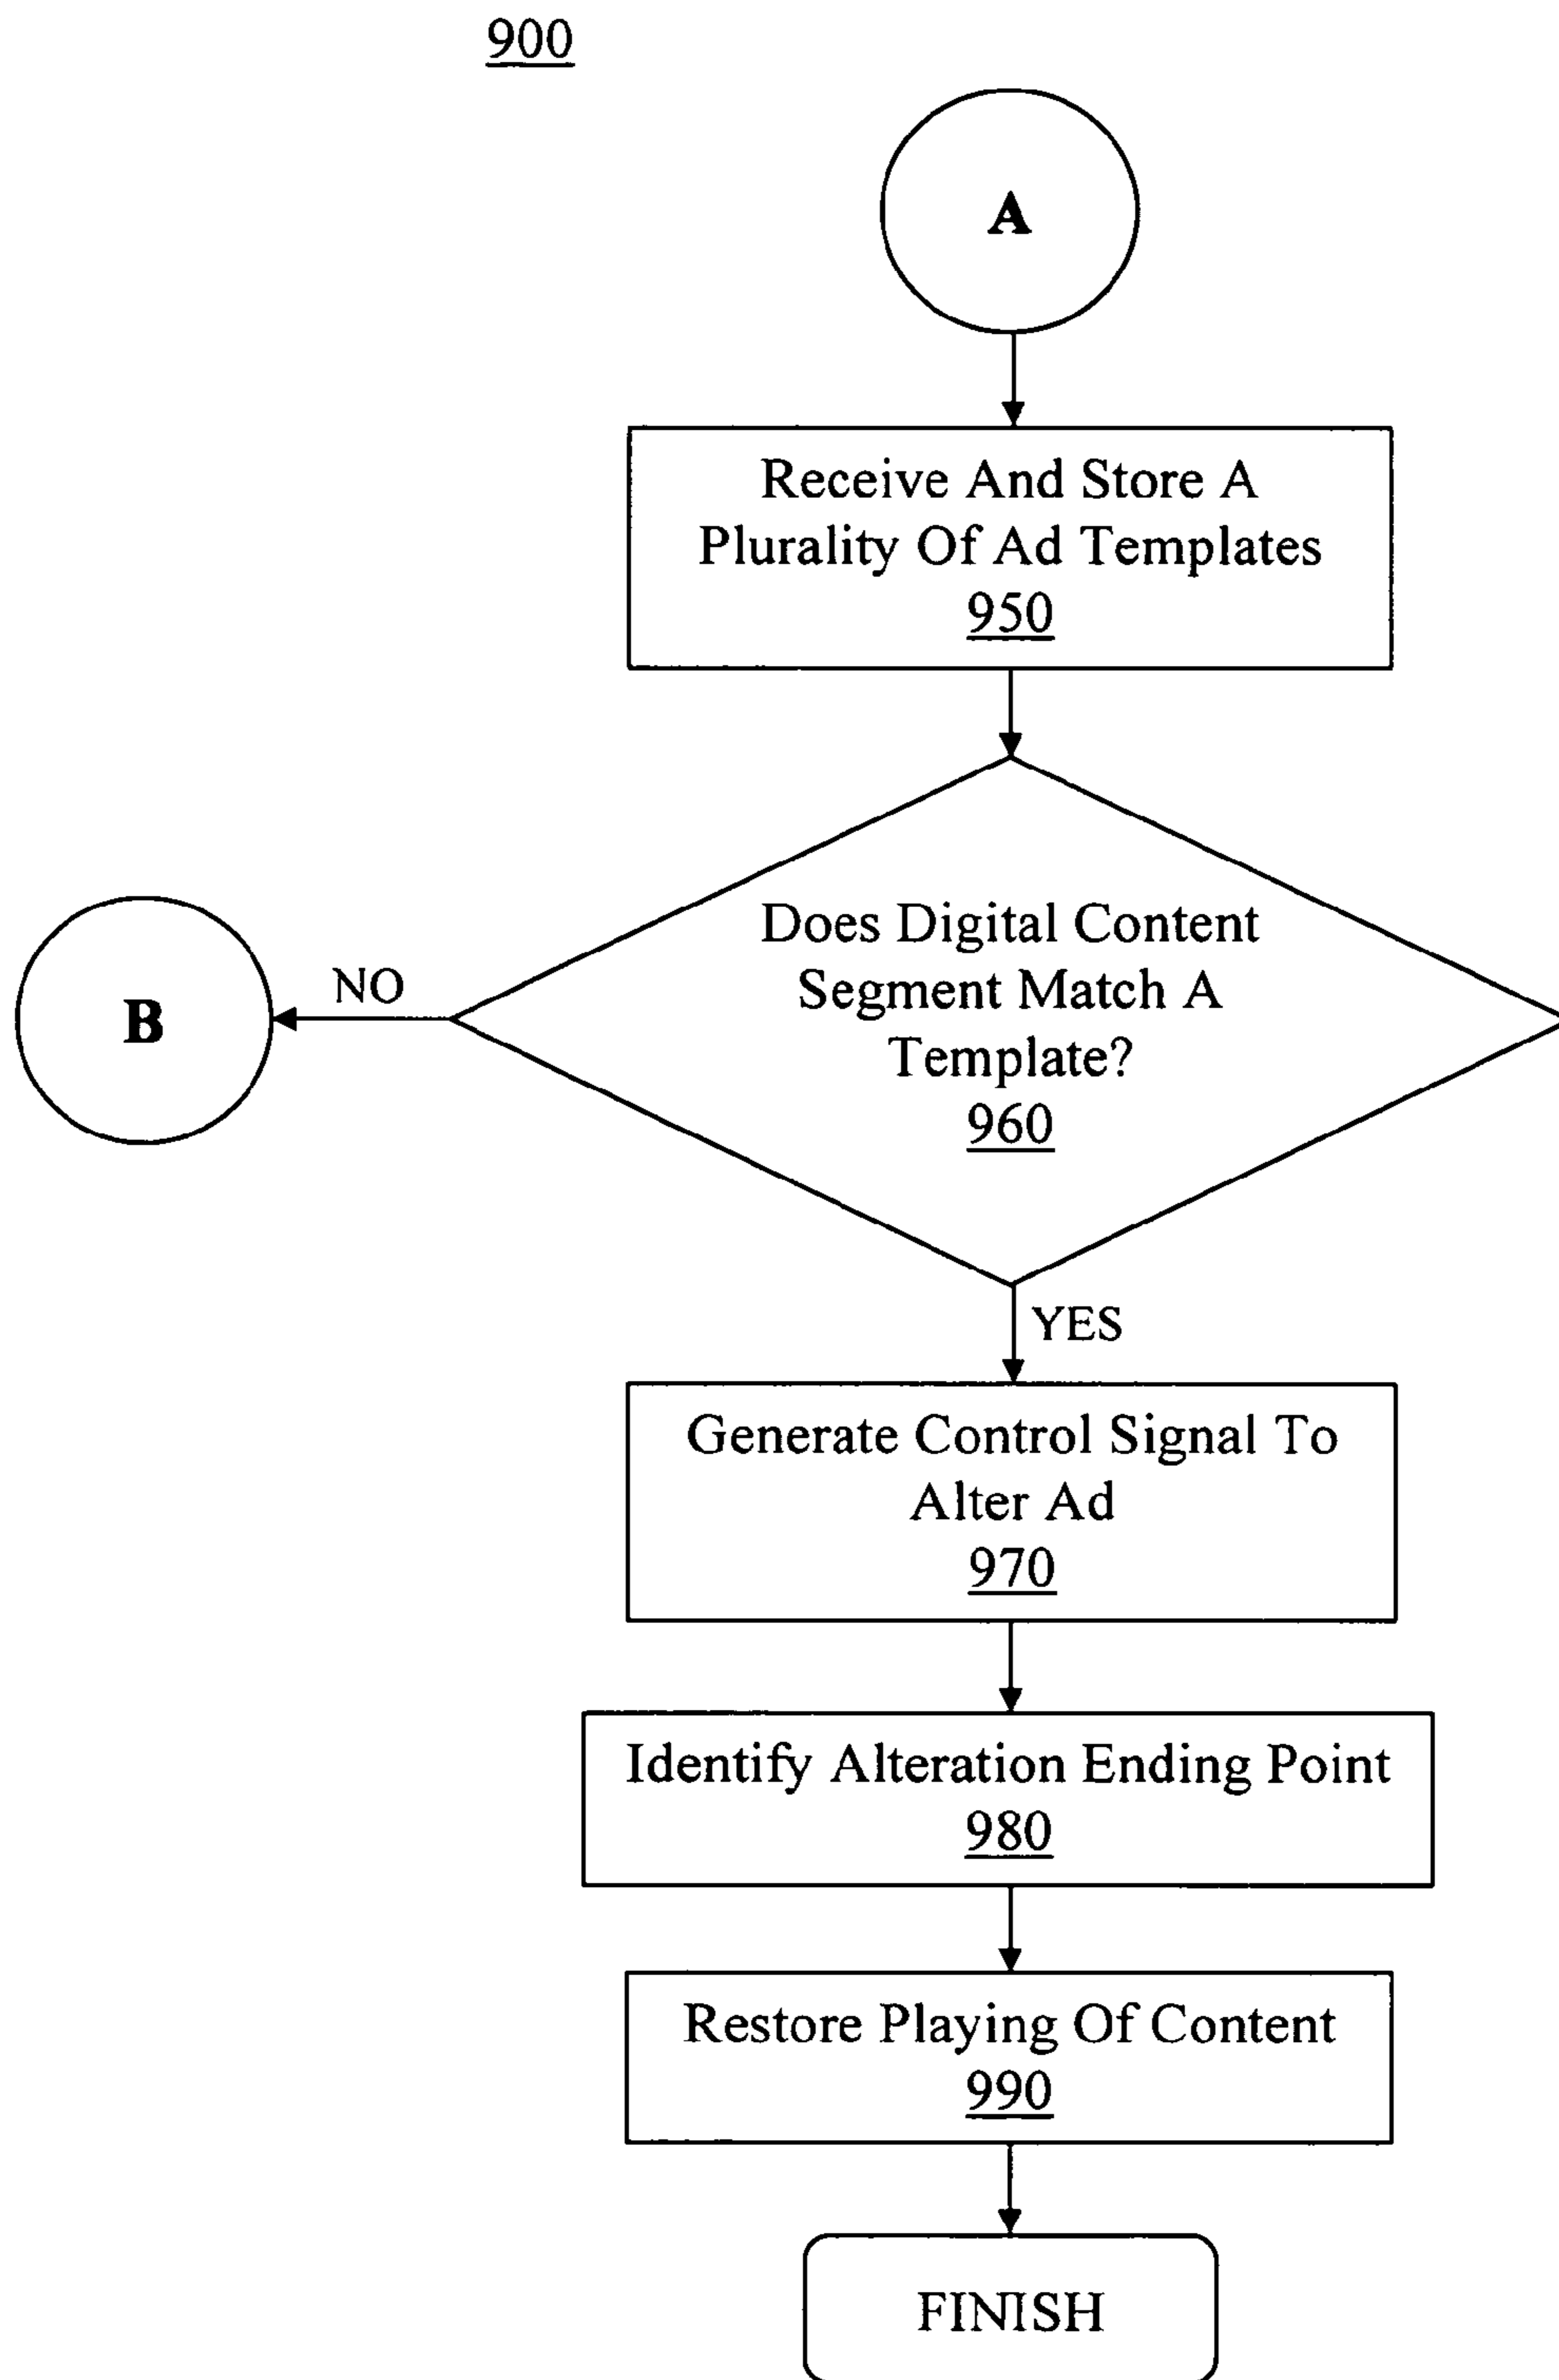 900
A
Receive And Store A
Plurality Of Ad Templates
950
Does Digital Content
Segment Match A
Template?
960
NO
B
YES
Generate Control Signal To
Alter Ad
970
Identify Alteration Ending Point
980
Restore Playing Of Content
990
FINISH